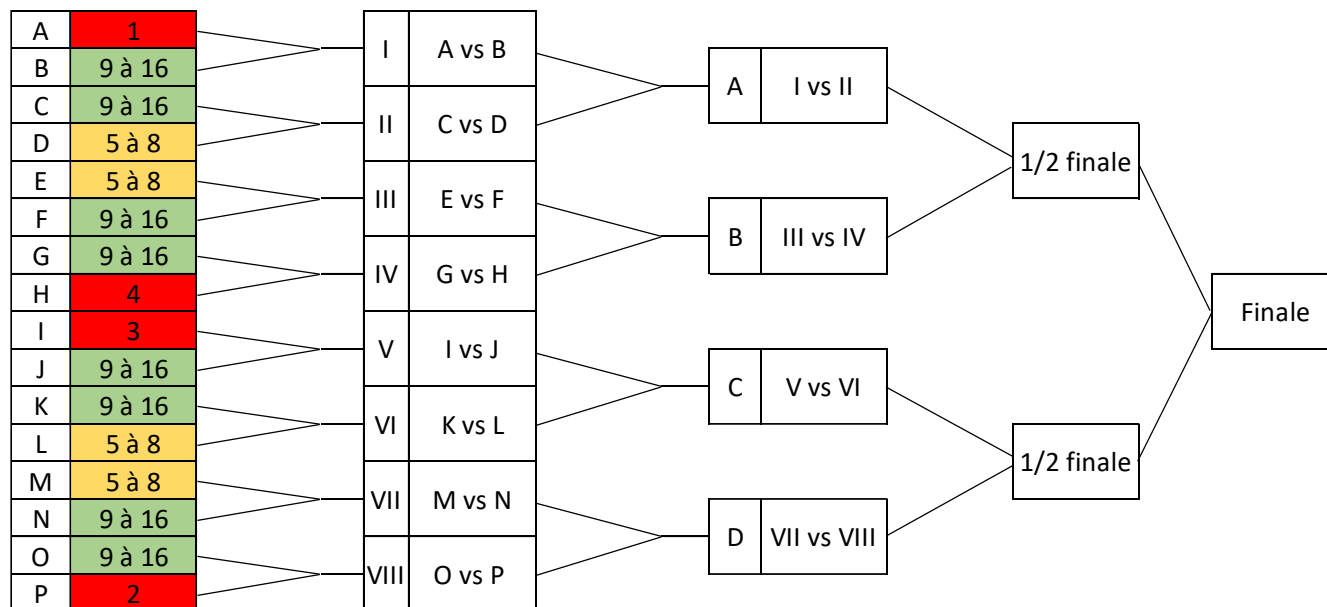 A 1
B 9 à 16
C 9 à 16
D 5 à 8
E 5 à 8
F 9 à 16
G 9 à 16
H 4
I 3
J 9 à 16
K 9 à 16
L 5 à 8
M 5 à 8
N 9 à 16
O 9 à 16
P 2
I A vs B
II C vs D
III E vs F
IV G vs H
V I vs J
VI K vs L
VII M vs N
VIII O vs P
A I vs II
B III vs IV
C V vs VI
D VII vs VIII
1/2 finale
1/2 finale
Finale